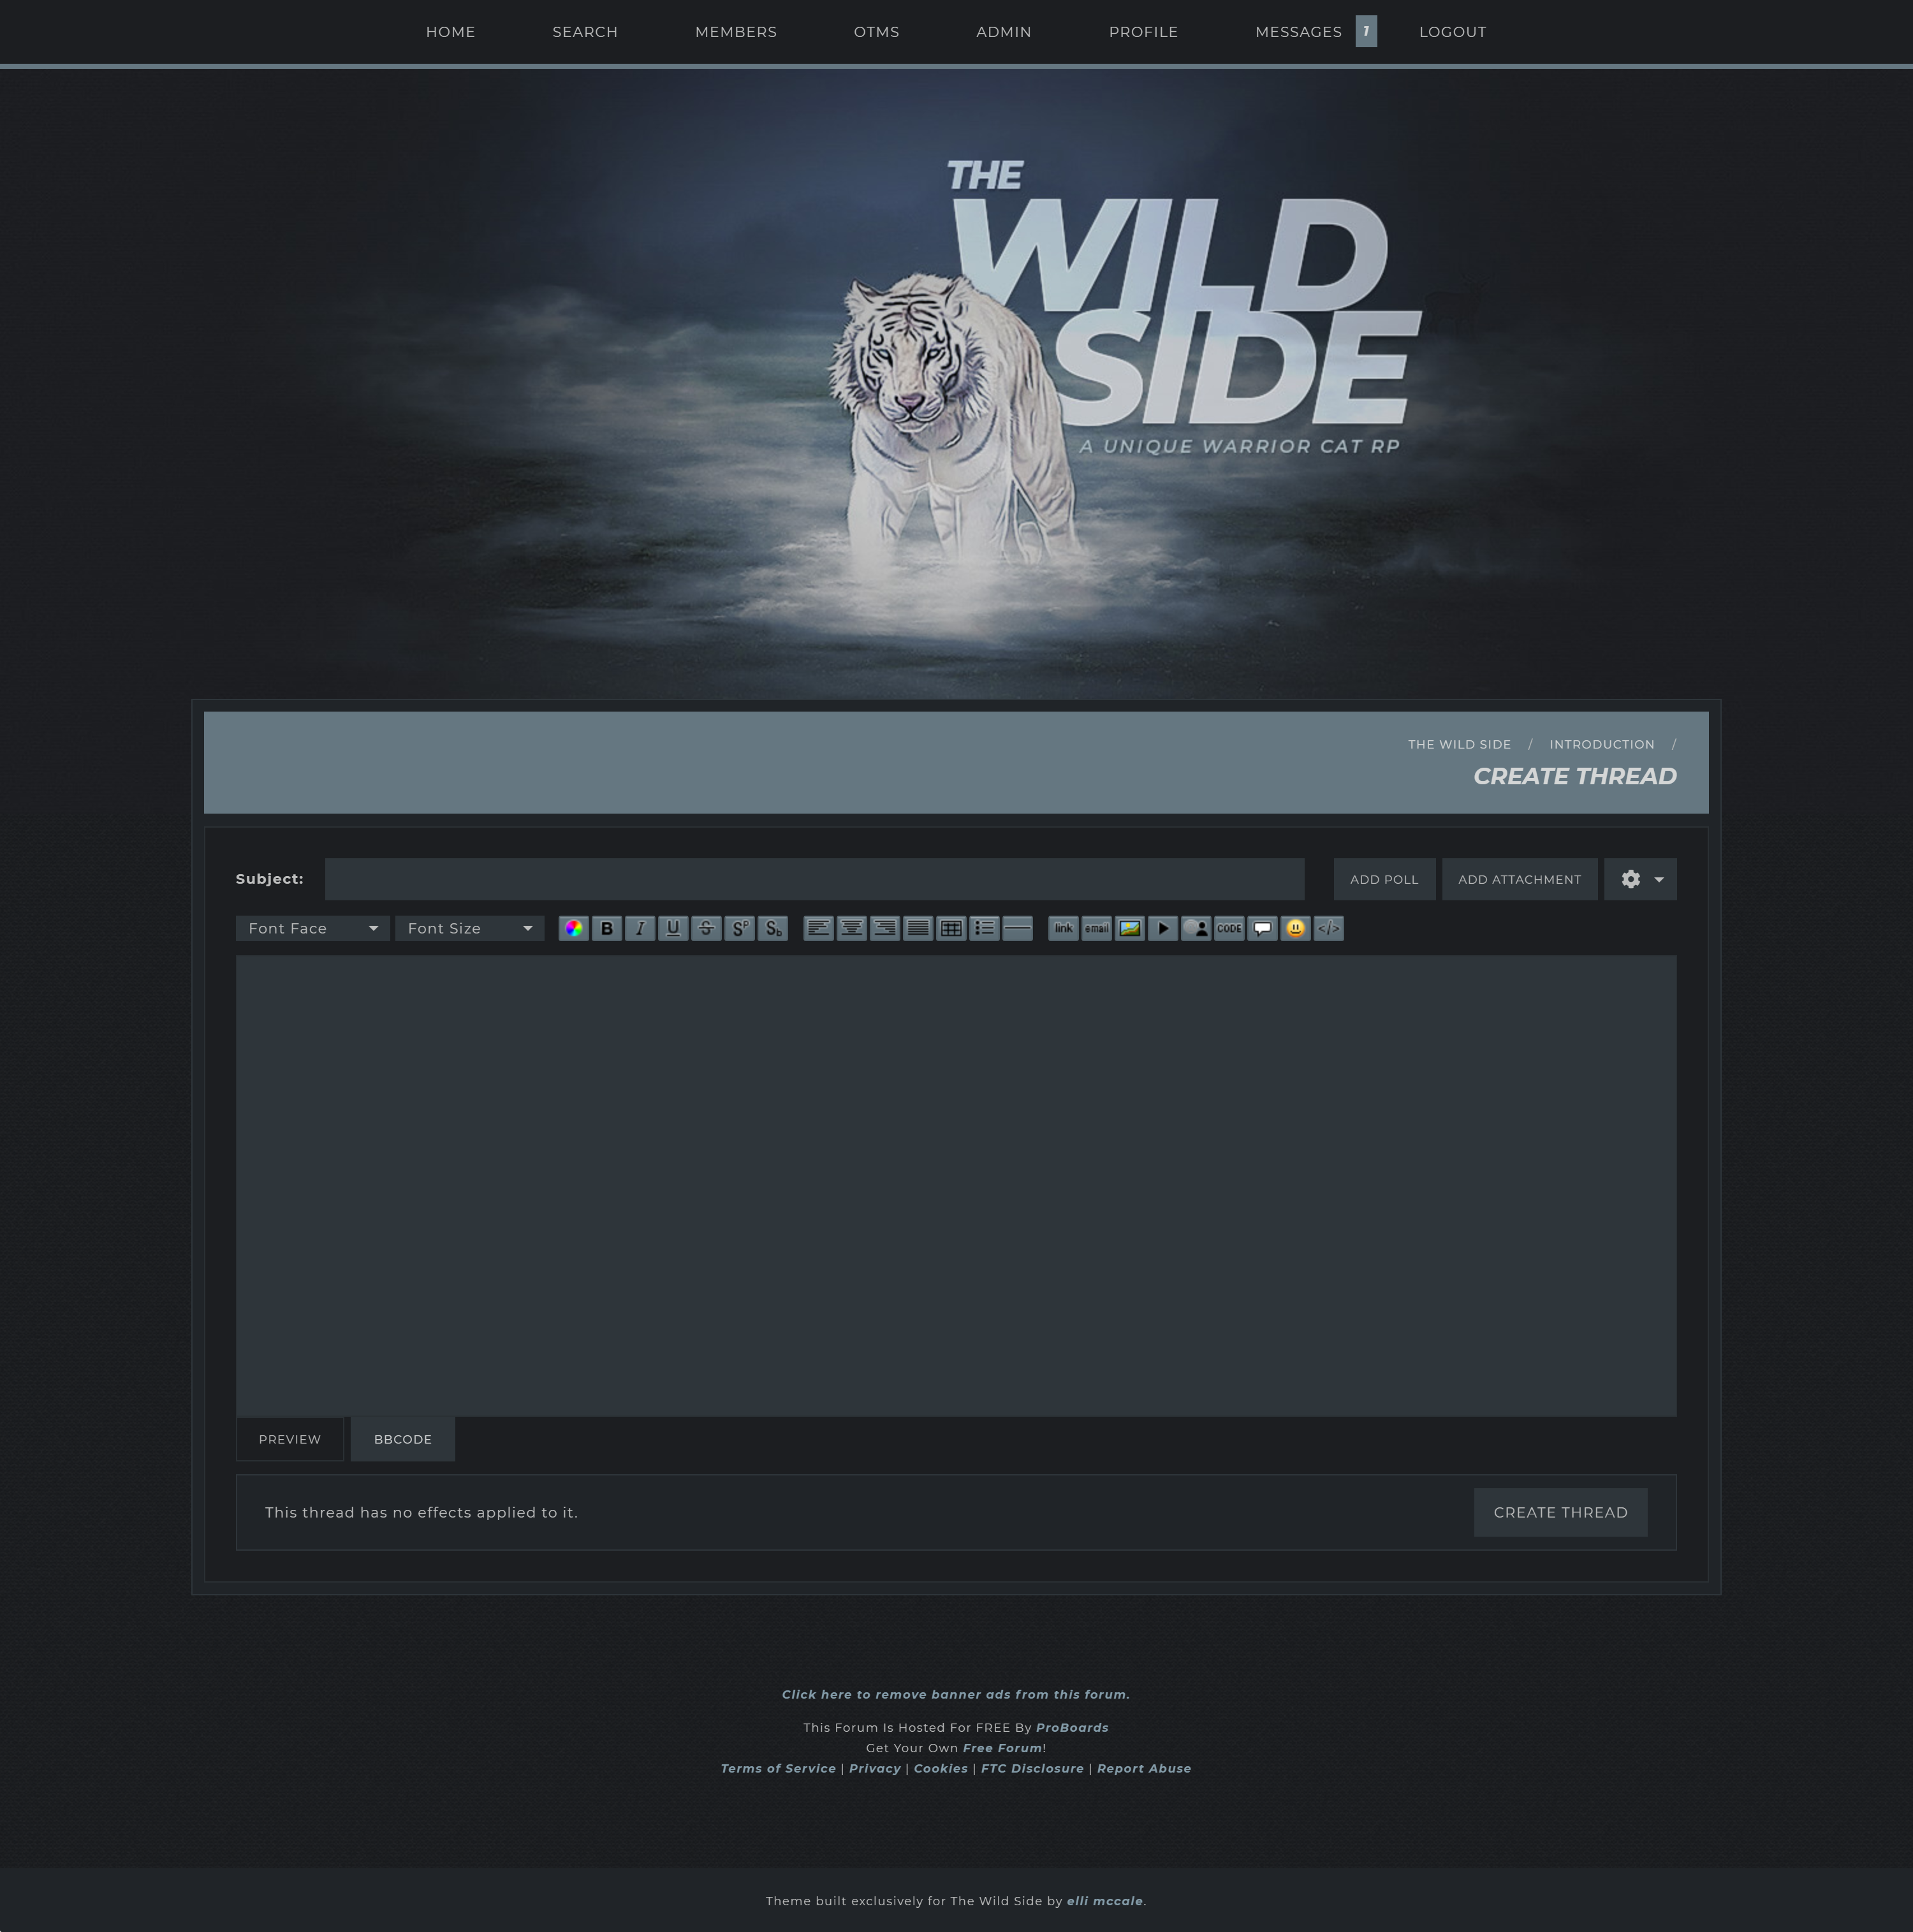 HOME SEARCH MEMBERS OTMS ADMIN PROFILE MESSAGES 1 LOGOUT
THE
WILD
SIDE
A UNIQUE WARRIOR CAT RP
THE WILD SIDE / INTRODUCTION /
CREATE THREAD
Subject: ADD POLL ADD ATTACHMENT
Font Face Font Size B I U S SP Sb link email CODE </>
PREVIEW BBCODE
This thread has no effects applied to it. CREATE THREAD
Click here to remove banner ads from this forum.
This Forum Is Hosted For FREE By ProBoards
Get Your Own Free Forum!
Terms of Service | Privacy | Cookies | FTC Disclosure | Report Abuse
Theme built exclusively for The Wild Side by elli mccale.